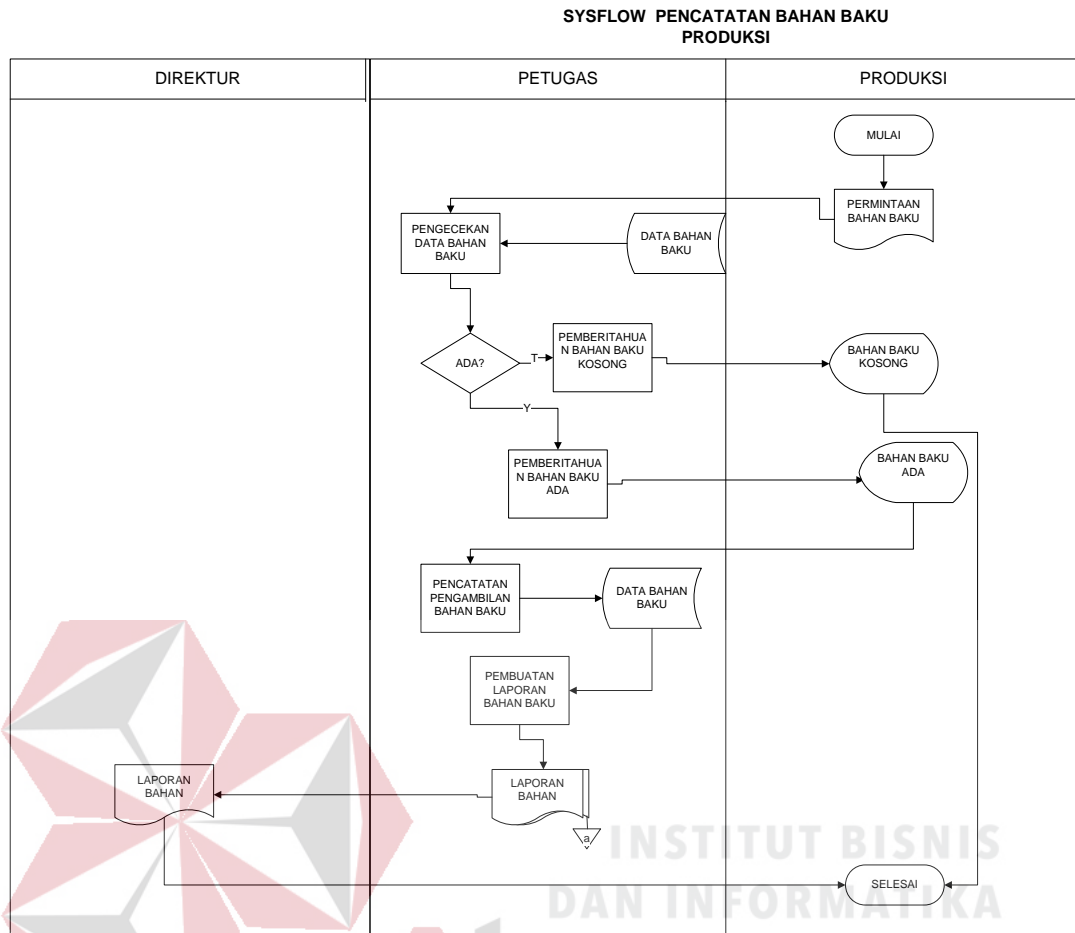 SYSFLOW PENCATATAN BAHAN BAKU
PRODUKSI
DIREKTUR
PETUGAS
PRODUKSI
MULAI
PERMINTAAN
BAHAN BAKU
PENGECEKAN
DATA BAHAN
BAKU
DATA BAHAN
BAKU
ADA?
T
PEMBERITAHUA
N BAHAN BAKU
KOSONG
BAHAN BAKU
KOSONG
Y
PEMBERITAHUA
N BAHAN BAKU
ADA
BAHAN BAKU
ADA
PENCATATAN
PENGAMBILAN
BAHAN BAKU
DATA BAHAN
BAKU
PEMBUATAN
LAPORAN
BAHAN BAKU
LAPORAN
BAHAN
LAPORAN
BAHAN
a
INSTITUT BISNIS
DAN INFORMATIKA
SELESAI